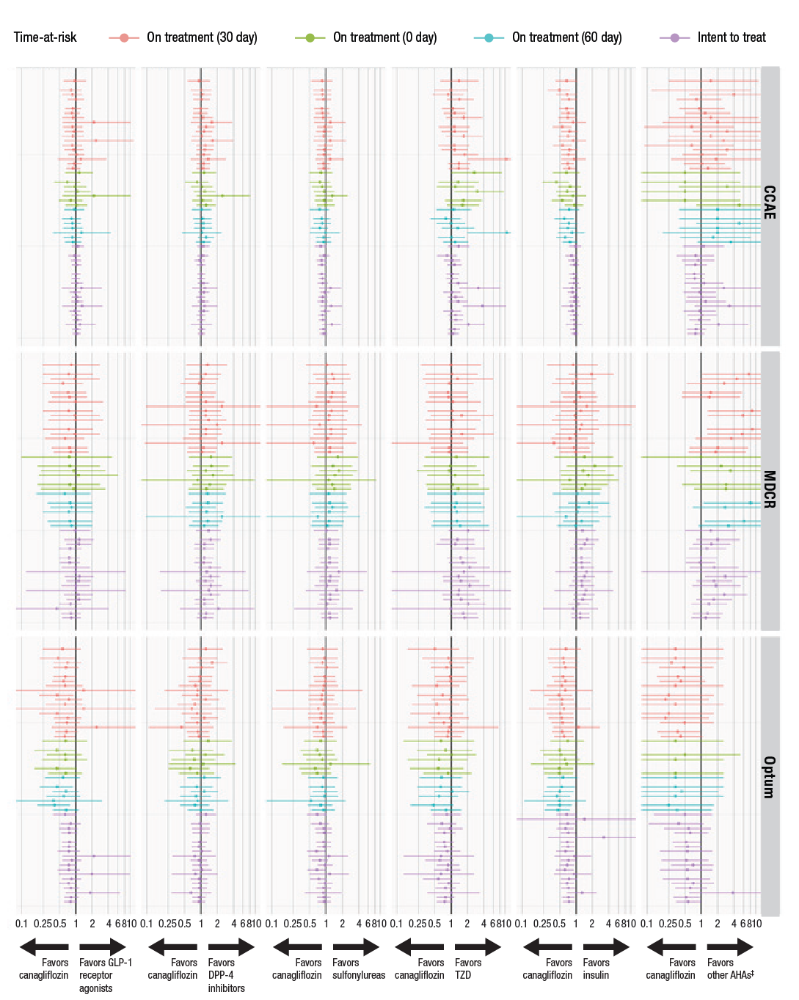 Time-at-risk On treatment (30 day) On treatment (0 day) On treatment (60 day) Intent to treat
CCAE
MDCR
Optum
0.1 0.25 0.5 1 2 4 6 8 10 0.1 0.25 0.5 1 2 4 6 8 10 0.1 0.25 0.5 1 2 4 6 8 10 0.1 0.25 0.5 1 2 4 6 8 10 0.1 0.25 0.5 1 2 4 6 8 10 0.1 0.25 0.5 1 2 4 6 8 10
Favors
canagliflozin
Favors GLP-1
receptor
agonists
Favors
canagliflozin
Favors
DPP-4
inhibitors
Favors
canagliflozin
Favors
sulfonylureas
Favors
canagliflozin
Favors
TZD
Favors
canagliflozin
Favors
insulin
Favors
canagliflozin
Favors
other AHAs‡